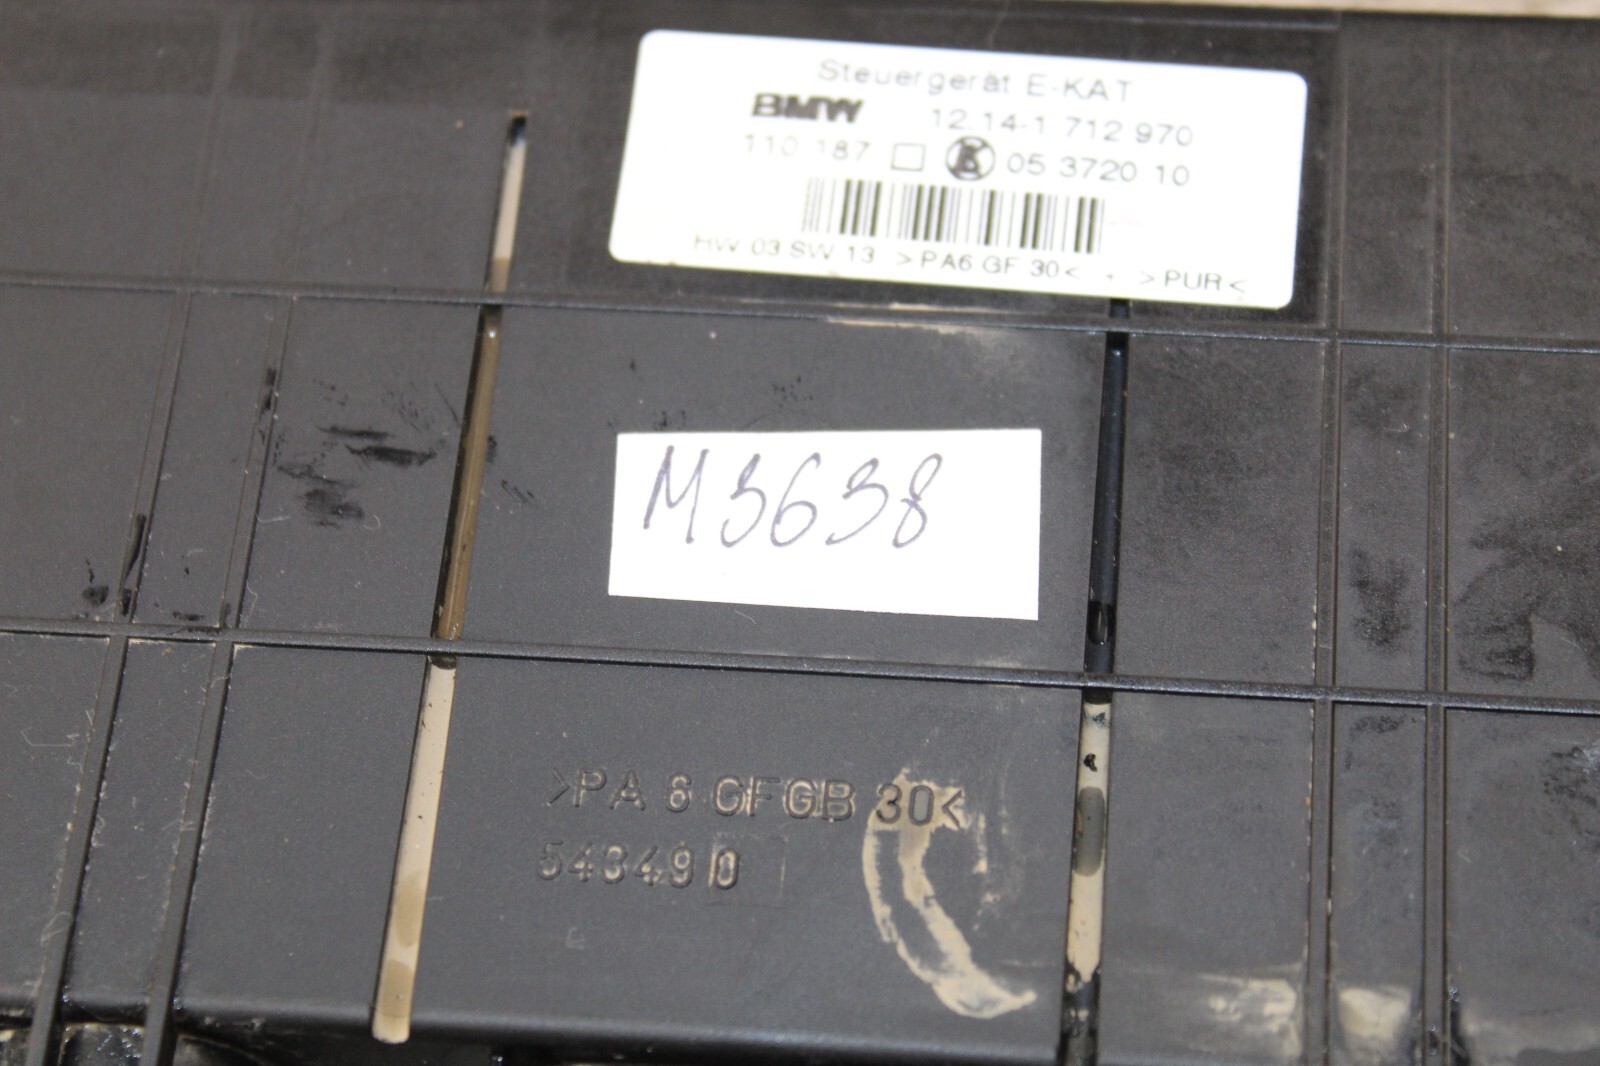 Steuergerät E-KAT
BMW 12.14-1 712 970
110 187 05 3720 10
HW 03 SW 13 >PA6 GF 30< + >PUR<
M3638
>PA 6 GFGB 30<
543490